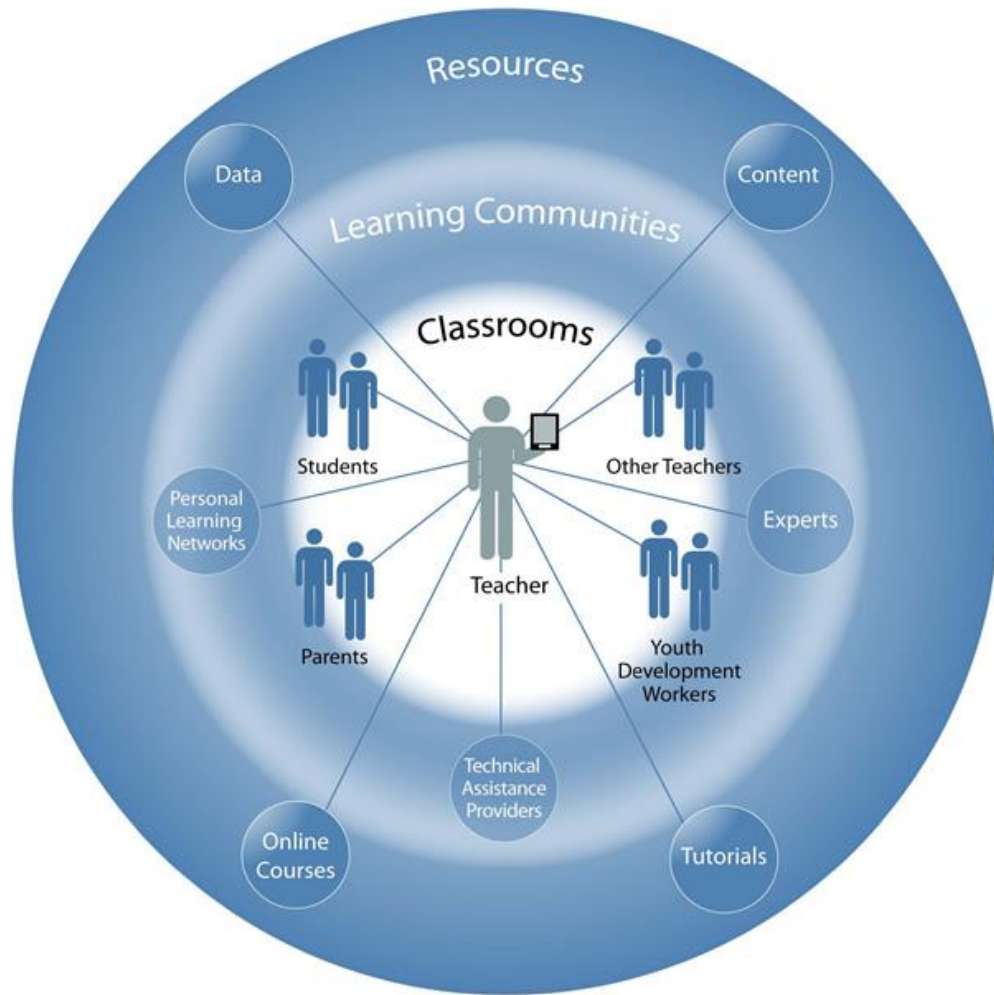 Resources
Data
Content
Learning Communities
Classrooms
Students
Other Teachers
Personal
Learning
Networks
Experts
Teacher
Parents
Youth
Development
Workers
Technical
Assistance
Providers
Online
Courses
Tutorials